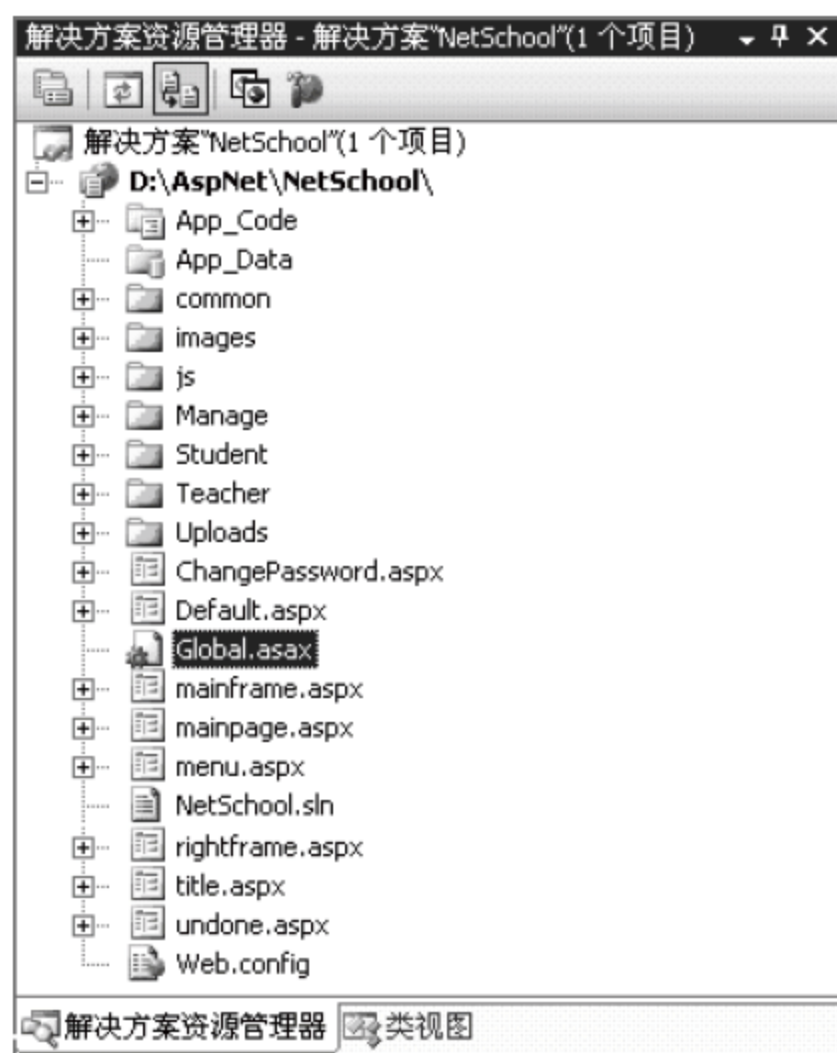 解决方案资源管理器 - 解决方案"NetSchool"(1 个项目)
解决方案"NetSchool"(1 个项目)
D:\AspNet\NetSchool\
App_Code
App_Data
common
images
js
Manage
Student
Teacher
Uploads
ChangePassword.aspx
Default.aspx
Global.asax
mainframe.aspx
mainpage.aspx
menu.aspx
NetSchool.sln
rightframe.aspx
title.aspx
undone.aspx
Web.config
解决方案资源管理器 类视图